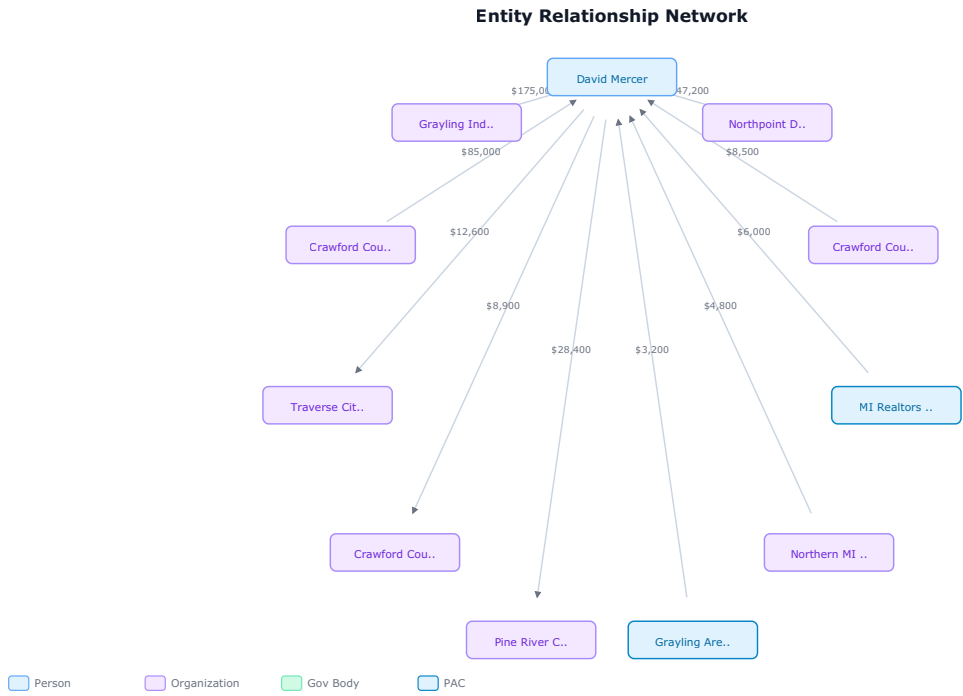 Entity Relationship Network
David Mercer
$175,00
47,200
Grayling Ind..
Northpoint D..
$85,000
$8,500
$12,600
$6,000
Crawford Cou..
Crawford Cou..
$8,900
$4,800
$28,400
$3,200
Traverse Cit..
MI Realtors ..
Crawford Cou..
Northern MI ..
Pine River C..
Grayling Are..
Person
Organization
Gov Body
PAC